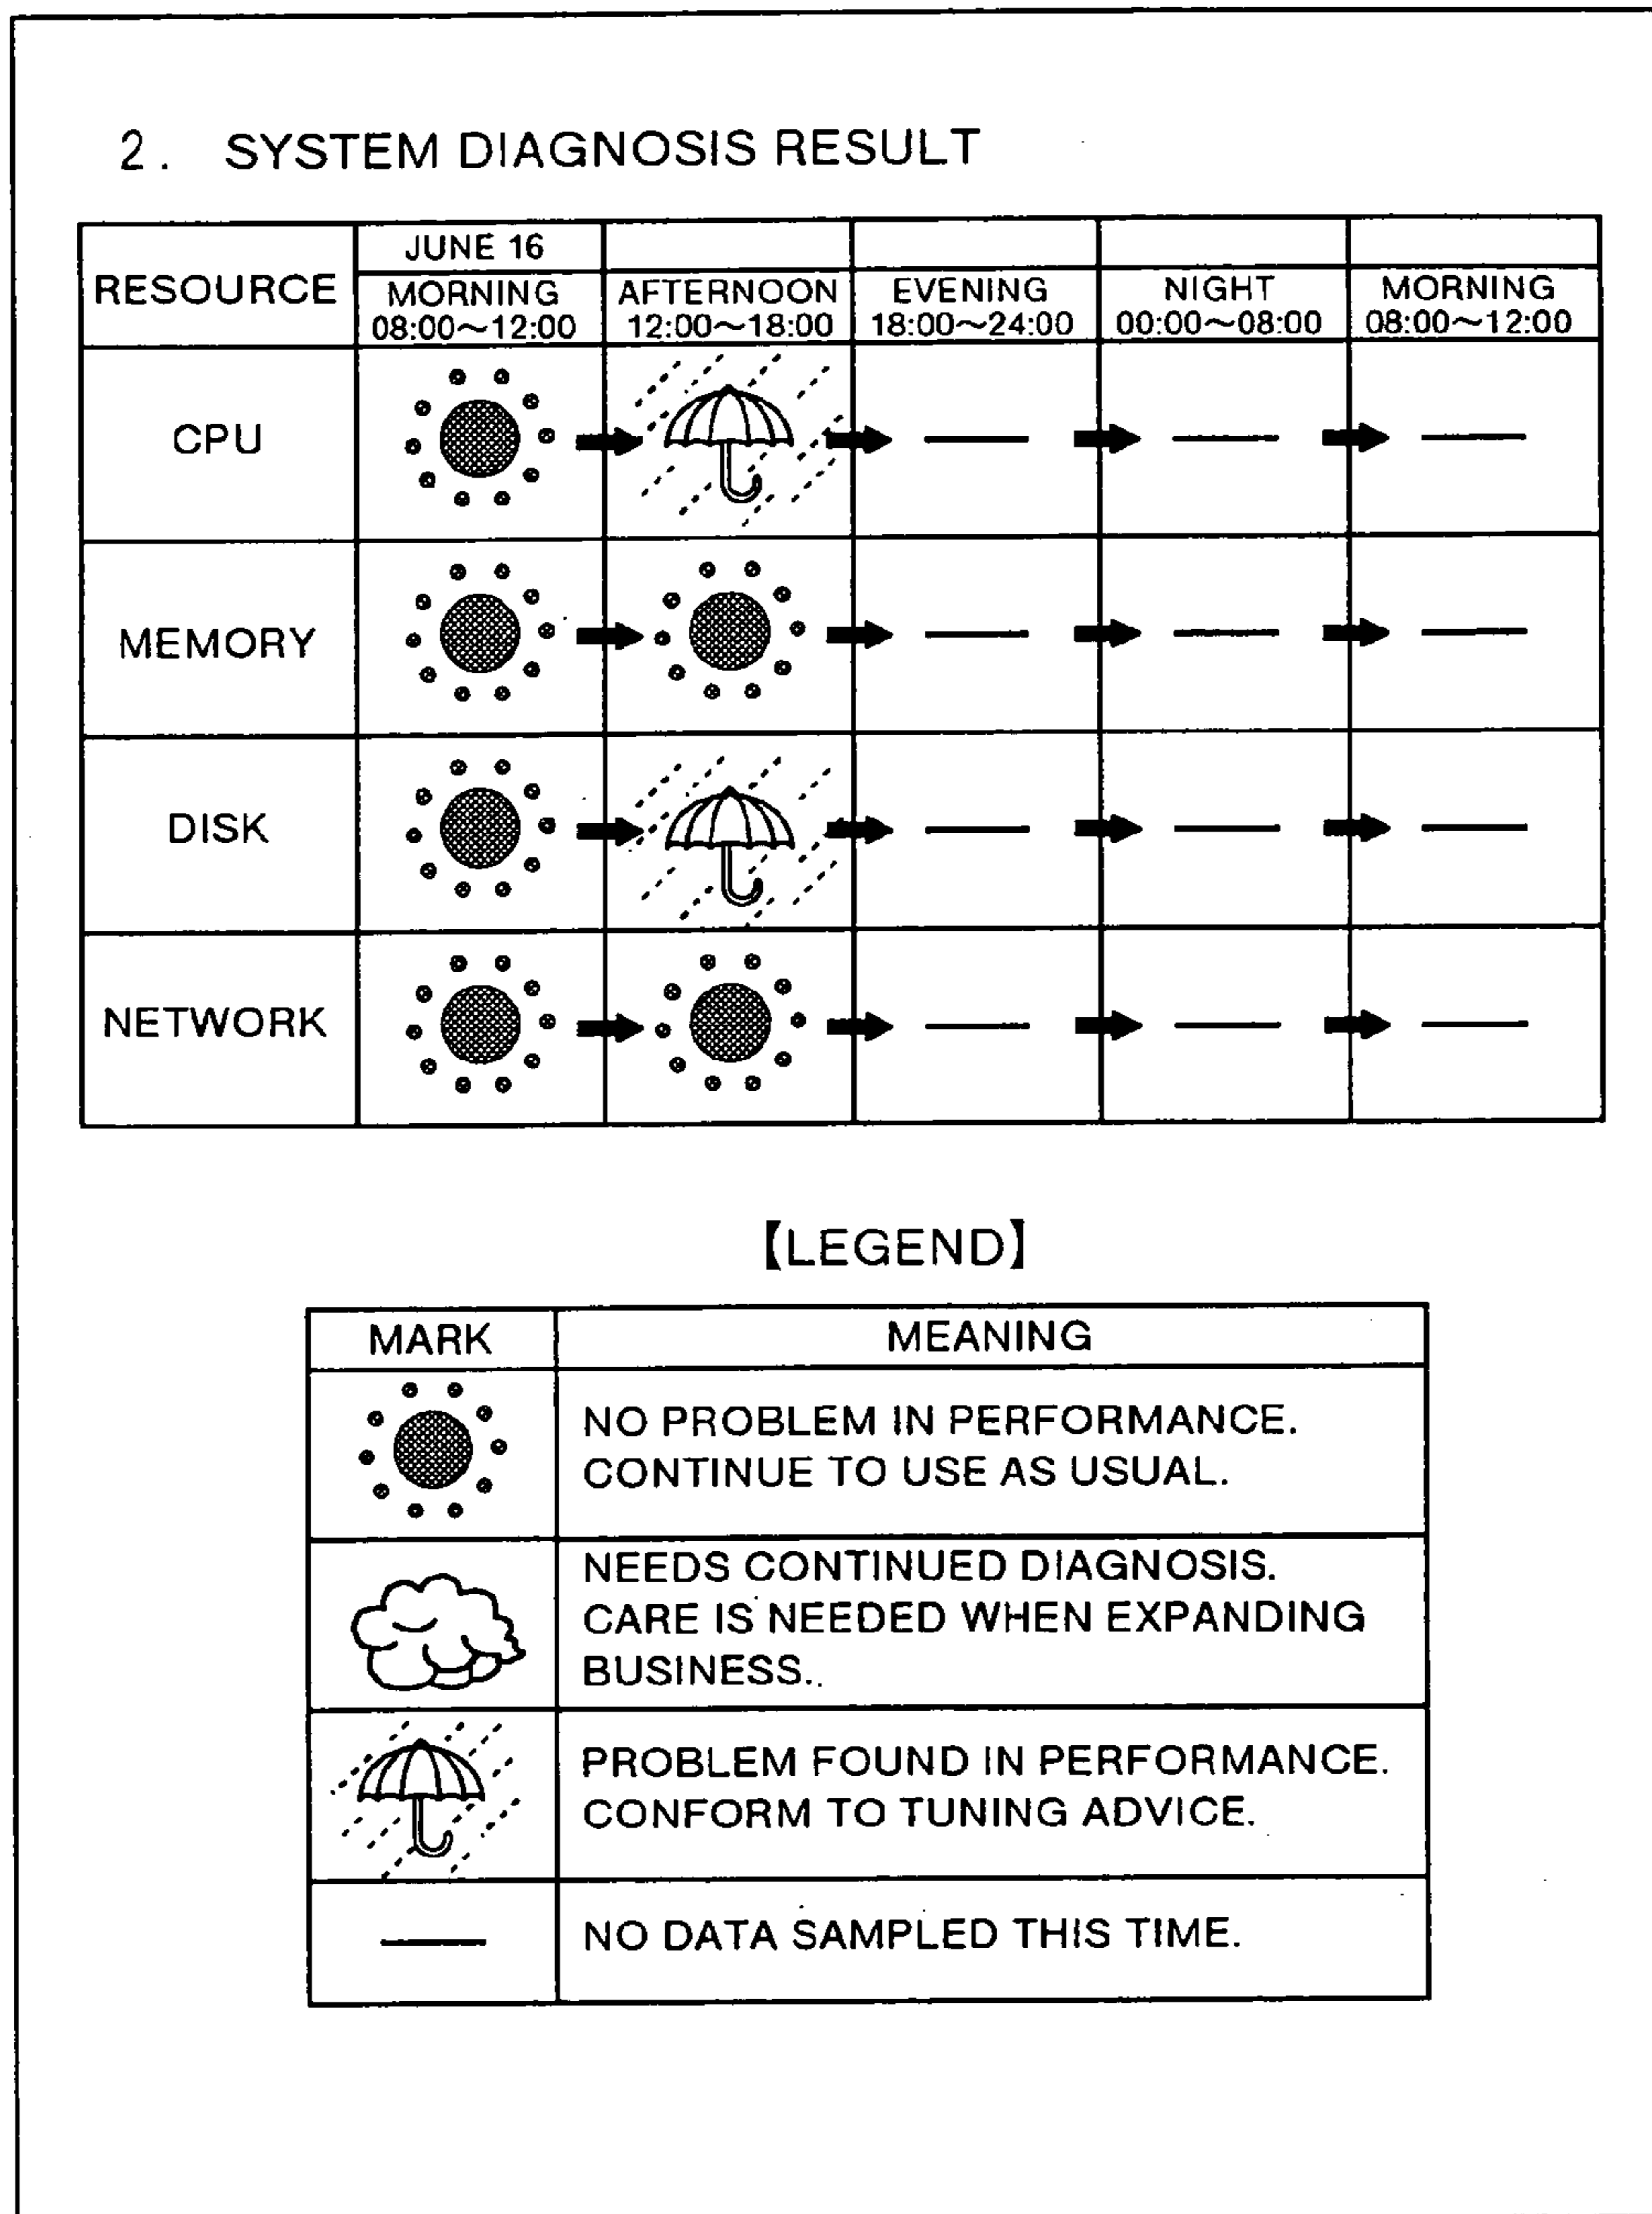 2. SYSTEM DIAGNOSIS RESULT
RESOURCE
JUNE 16
MORNING
08:00～12:00
AFTERNOON
12:00～18:00
EVENING
18:00～24:00
NIGHT
00:00～08:00
MORNING
08:00～12:00
CPU
MEMORY
DISK
NETWORK
【LEGEND】
MARK
MEANING
NO PROBLEM IN PERFORMANCE.
CONTINUE TO USE AS USUAL.
NEEDS CONTINUED DIAGNOSIS.
CARE IS NEEDED WHEN EXPANDING
BUSINESS..
PROBLEM FOUND IN PERFORMANCE.
CONFORM TO TUNING ADVICE.
NO DATA SAMPLED THIS TIME.